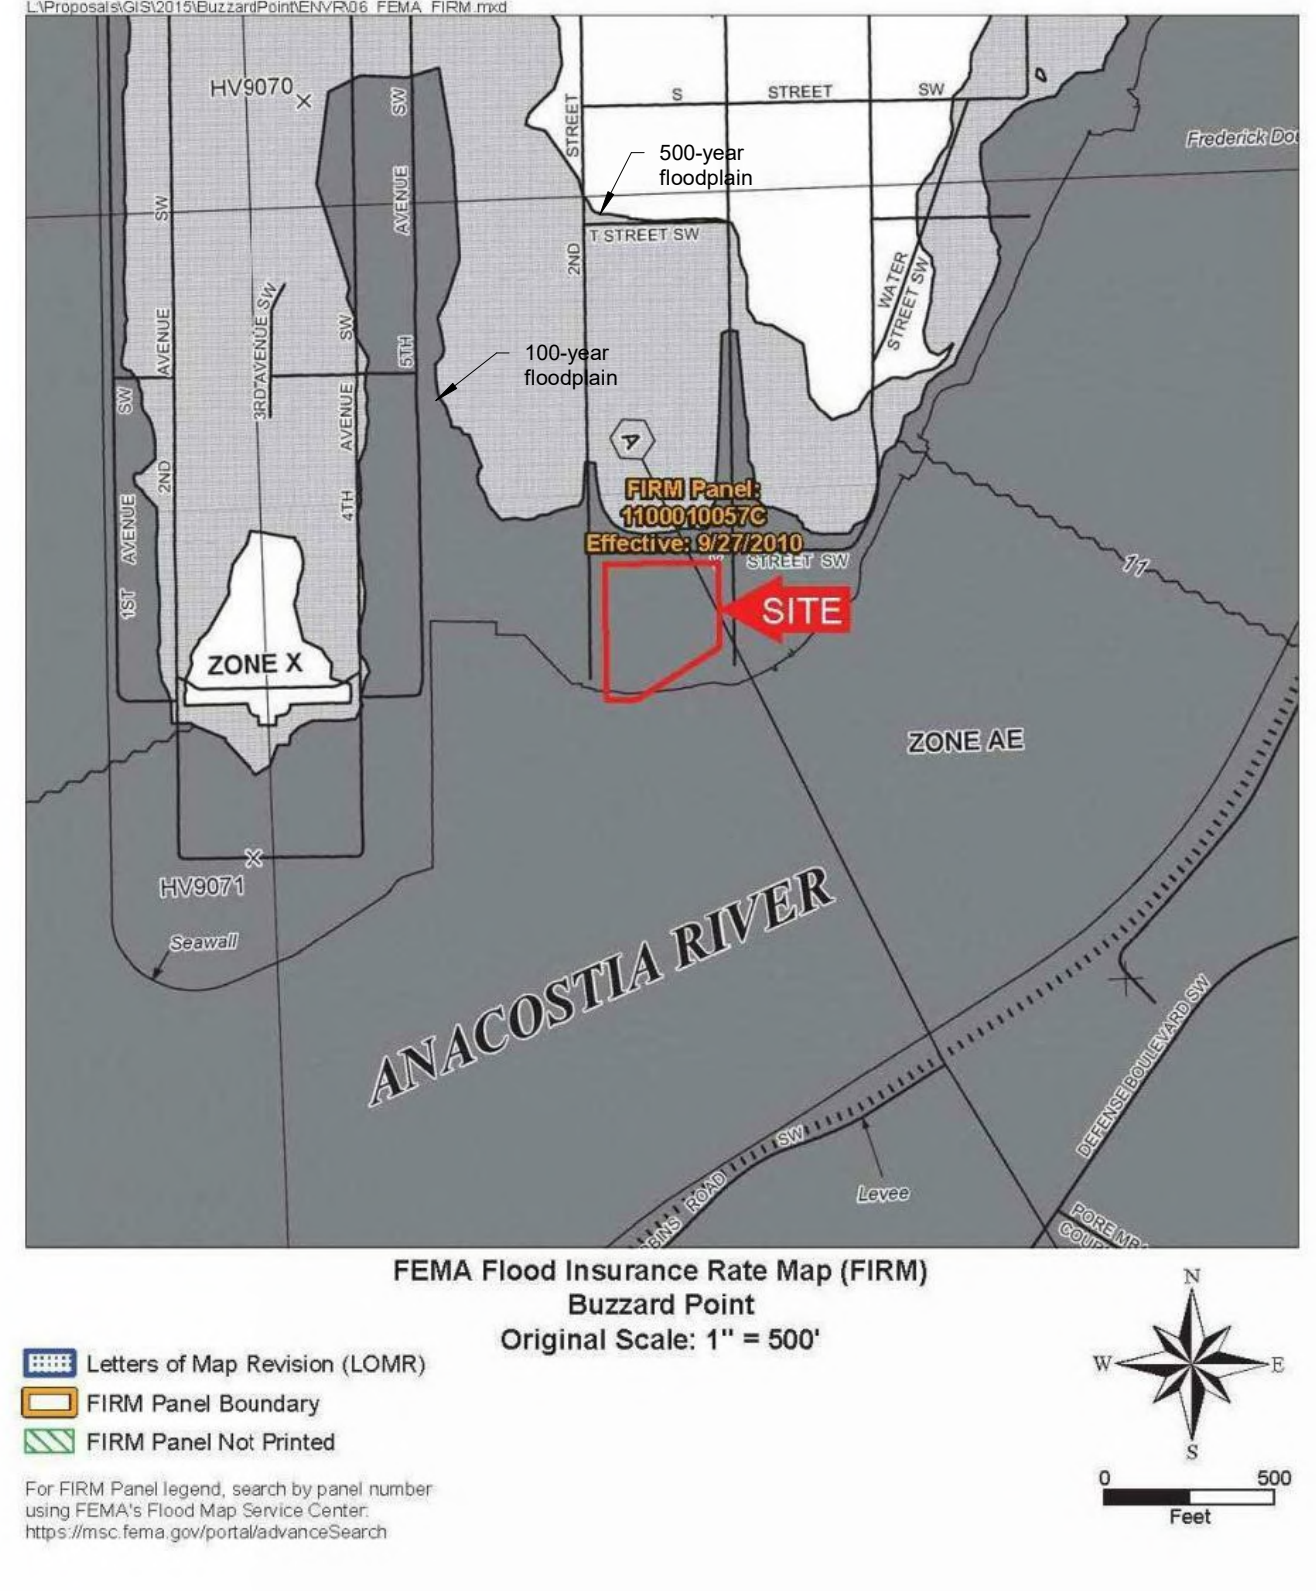 L:\Proposals\GIS\2015\BuzzardPoint\ENVR\06_FEMA_FIRM.mxd
HV9070
SW
STREET
S STREET SW
Frederick Dou
500-year
floodplain
SW
AVENUE
T STREET SW
2ND
WATER
STREET SW
3RD AVENUE SW
AVENUE
SW
5TH
100-year
floodplain
SW
AVENUE
2ND
4TH
A
FIRM Panel:
1100010057C
Effective: 9/27/2010
STREET SW
11
1ST AVENUE
SITE
ZONE X
ZONE AE
HV9071
Seawall
ANACOSTIA RIVER
DEFENSE BOULEVARD SW
SW
ROAD
BINS
Levee
FEMA Flood Insurance Rate Map (FIRM)
Buzzard Point
Original Scale: 1" = 500'
N
W E
S
Letters of Map Revision (LOMR)
FIRM Panel Boundary
FIRM Panel Not Printed
0 500
Feet
For FIRM Panel legend, search by panel number
using FEMA's Flood Map Service Center:
https://msc.fema.gov/portal/advanceSearch